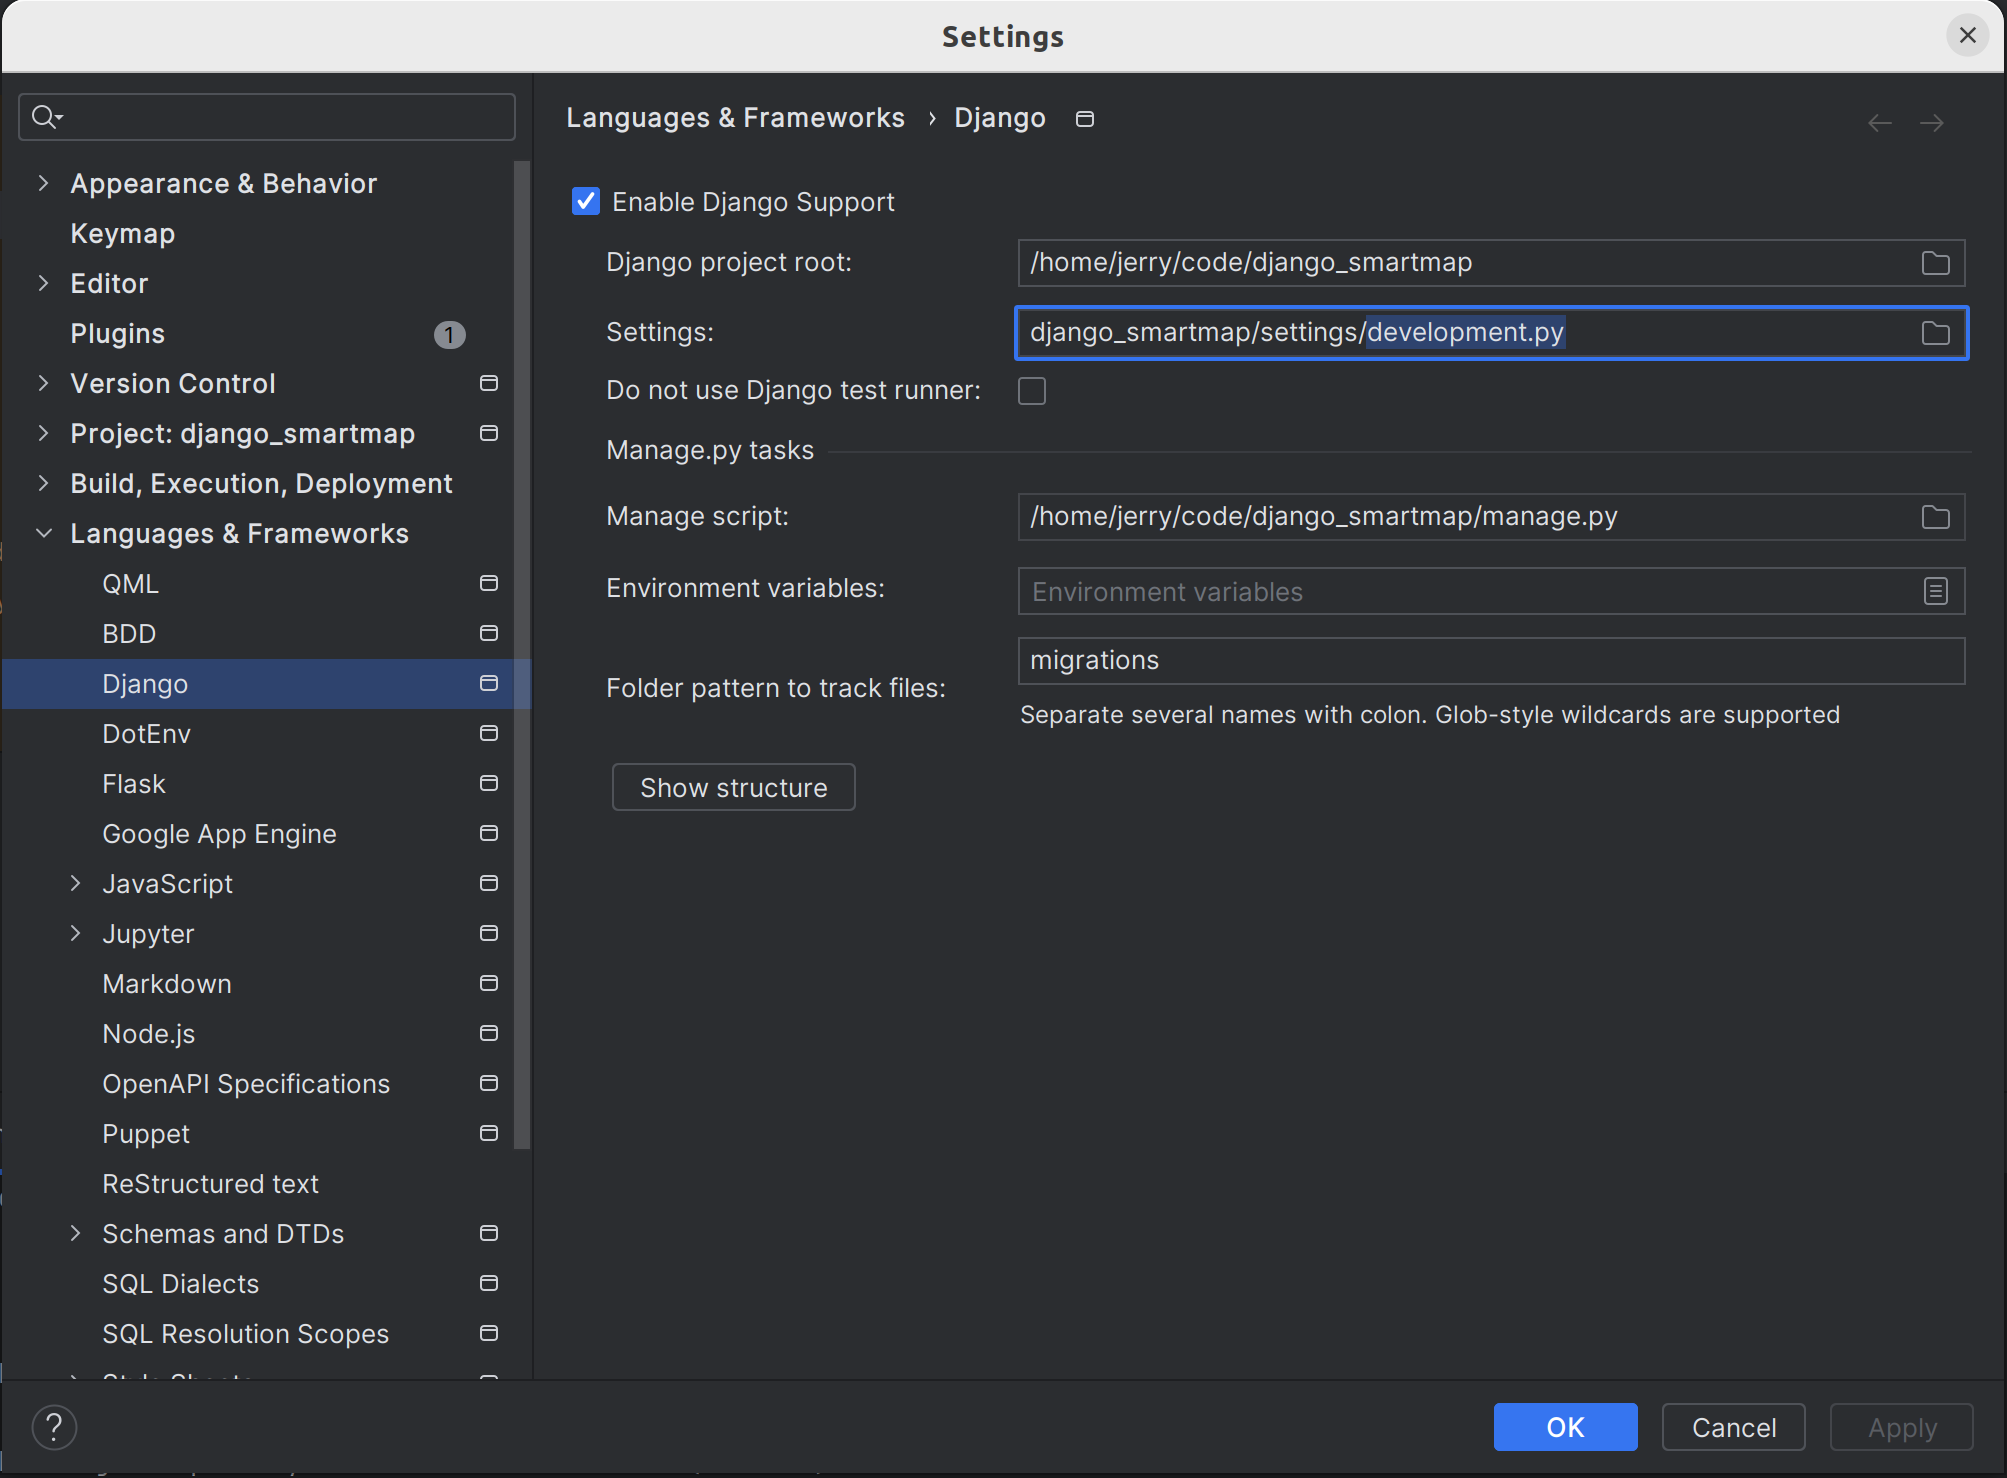 Settings
Languages & Frameworks › Django
Appearance & Behavior
Keymap
Editor
Plugins 1
Version Control
Project: django_smartmap
Build, Execution, Deployment
Languages & Frameworks
QML
BDD
Django
DotEnv
Flask
Google App Engine
JavaScript
Jupyter
Markdown
Node.js
OpenAPI Specifications
Puppet
ReStructured text
Schemas and DTDs
SQL Dialects
SQL Resolution Scopes
Style Sheets
Enable Django Support
Django project root: /home/jerry/code/django_smartmap
Settings: django_smartmap/settings/development.py
Do not use Django test runner:
Manage.py tasks
Manage script: /home/jerry/code/django_smartmap/manage.py
Environment variables: Environment variables
Folder pattern to track files: migrations
Separate several names with colon. Glob-style wildcards are supported
Show structure
?
OK
Cancel
Apply